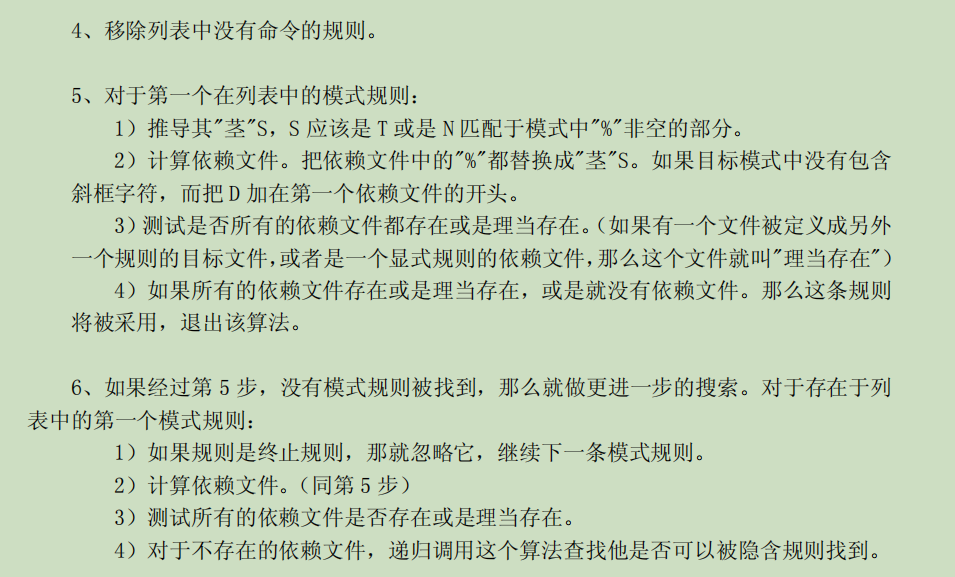 4、移除列表中没有命令的规则。
5、对于第一个在列表中的模式规则：
1）推导其"茎"S，S 应该是 T 或是 N 匹配于模式中"%"非空的部分。
2）计算依赖文件。把依赖文件中的"%"都替换成"茎"S。如果目标模式中没有包含
斜框字符，而把 D 加在第一个依赖文件的开头。
3）测试是否所有的依赖文件都存在或是理当存在。（如果有一个文件被定义成另外
一个规则的目标文件，或者是一个显式规则的依赖文件，那么这个文件就叫"理当存在"）
4）如果所有的依赖文件存在或是理当存在，或是就没有依赖文件。那么这条规则
将被采用，退出该算法。
6、如果经过第 5 步，没有模式规则被找到，那么就做更进一步的搜索。对于存在于列
表中的第一个模式规则：
1）如果规则是终止规则，那就忽略它，继续下一条模式规则。
2）计算依赖文件。（同第 5 步）
3）测试所有的依赖文件是否存在或是理当存在。
4）对于不存在的依赖文件，递归调用这个算法查找他是否可以被隐含规则找到。